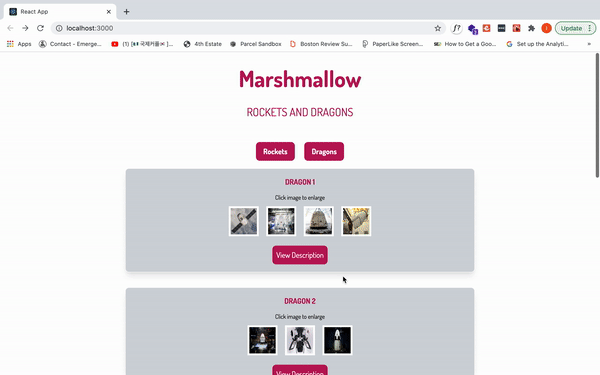 React App
localhost:3000
Update
Apps
Contact - Emerge...
4th Estate
Parcel Sandbox
Boston Review Su...
PaperLike Screen...
How to Get a Goo...
Set up the Analyti...
Marshmallow
ROCKETS AND DRAGONS
Rockets
Dragons
DRAGON 1
Click image to enlarge
View Description
DRAGON 2
Click image to enlarge
View Description